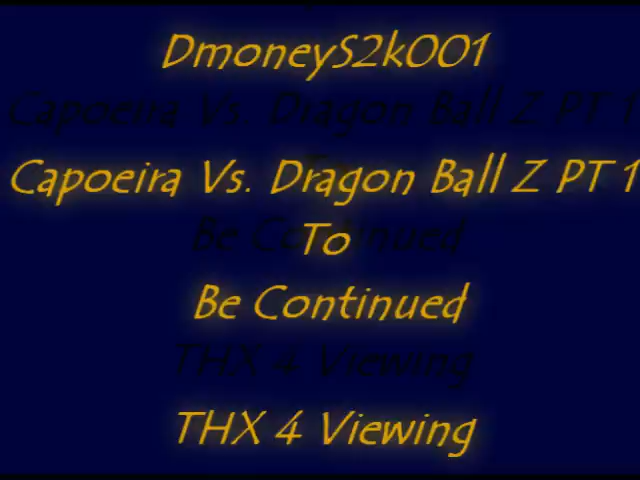 DmoneyS2k001
Capoeira Vs. Dragon Ball Z PT 1
To
Be Continued
THX 4 Viewing